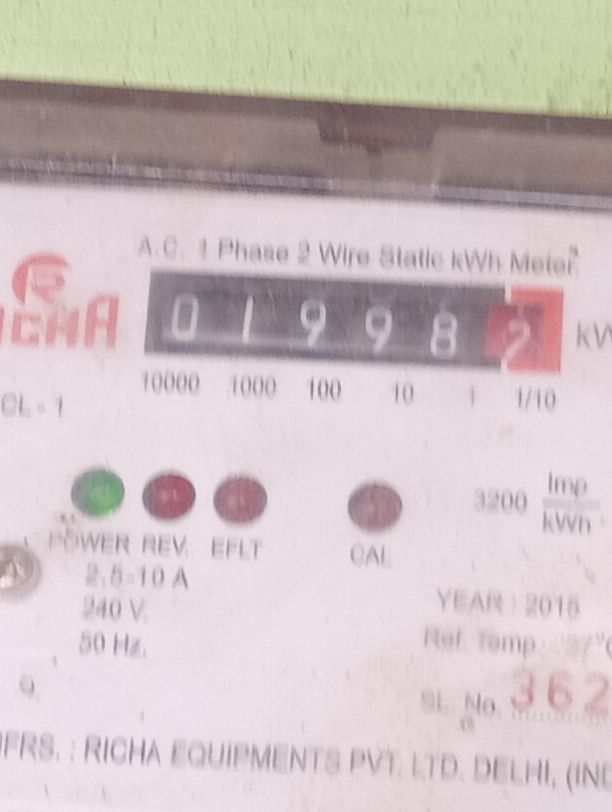 A.C. 1 Phase 2 Wire Static kWh Meter
RICHA
0 1 9 9 8 2
10000 1000 100 10 1 1/10
CL - 1
3200 Imp
kWh
POWER REV. EFLT CAL
2.5-10 A
240 V.
50 Hz.
YEAR : 2015
Ref. Temp.
SL. No. 362
MFRS. : RICHA EQUIPMENTS PVT. LTD. DELHI,